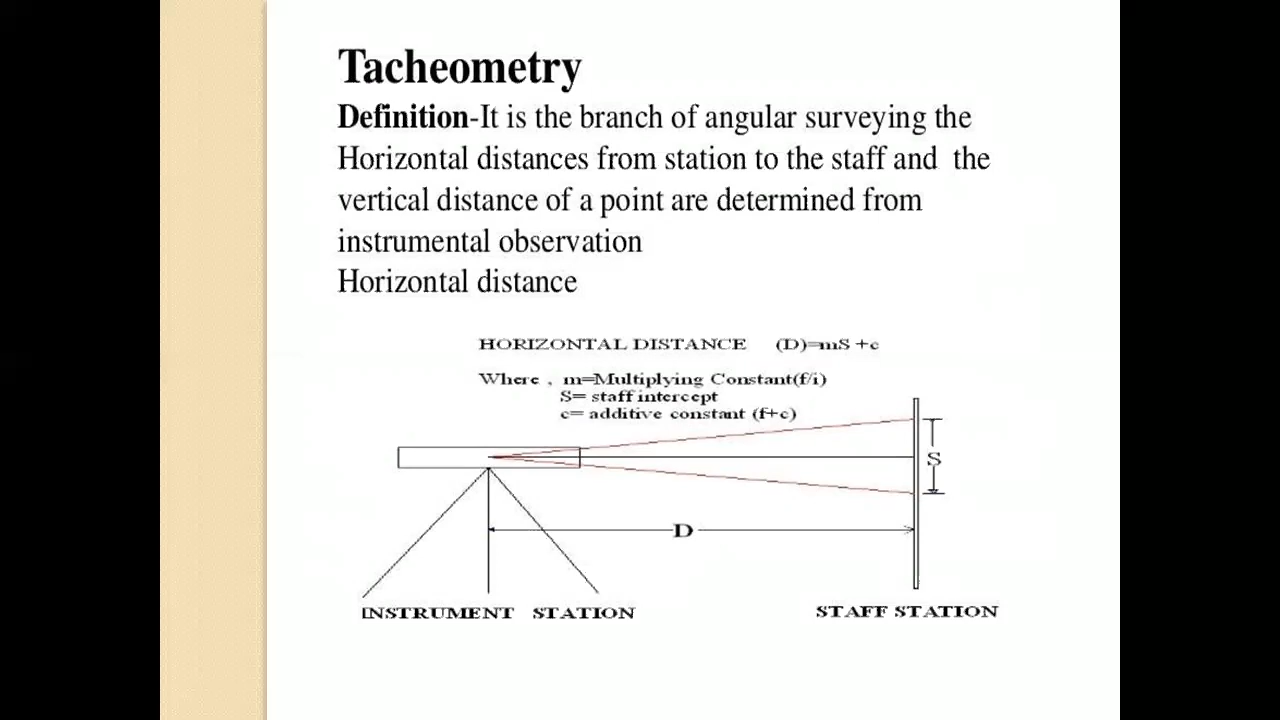 Tacheometry
Definition-It is the branch of angular surveying the
Horizontal distances from station to the staff and the
vertical distance of a point are determined from
instrumental observation
Horizontal distance
HORIZONTAL DISTANCE (D)=mS +c
Where , m=Multiplying Constant(f/i)
S= staff intercept
c= additive constant (f+c)
S
D
INSTRUMENT STATION
STAFF STATION